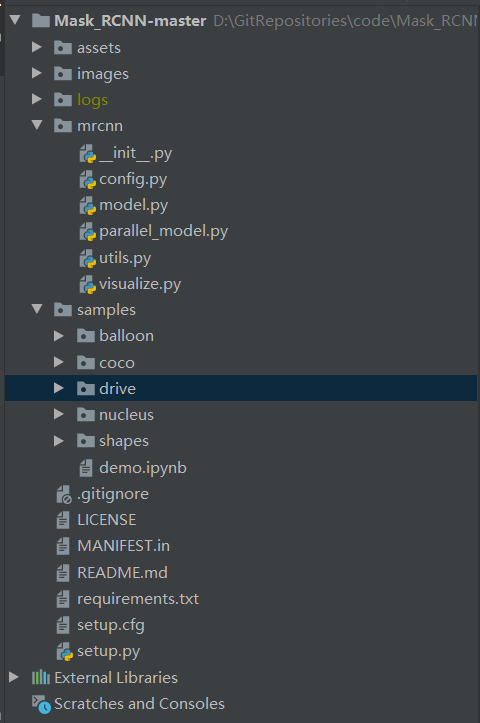 Mask_RCNN-master D:\GitRepositories\code\Mask_RCNN
assets
images
logs
mrcnn
__init__.py
config.py
model.py
parallel_model.py
utils.py
visualize.py
samples
balloon
coco
drive
nucleus
shapes
demo.ipynb
.gitignore
LICENSE
MANIFEST.in
README.md
requirements.txt
setup.cfg
setup.py
External Libraries
Scratches and Consoles